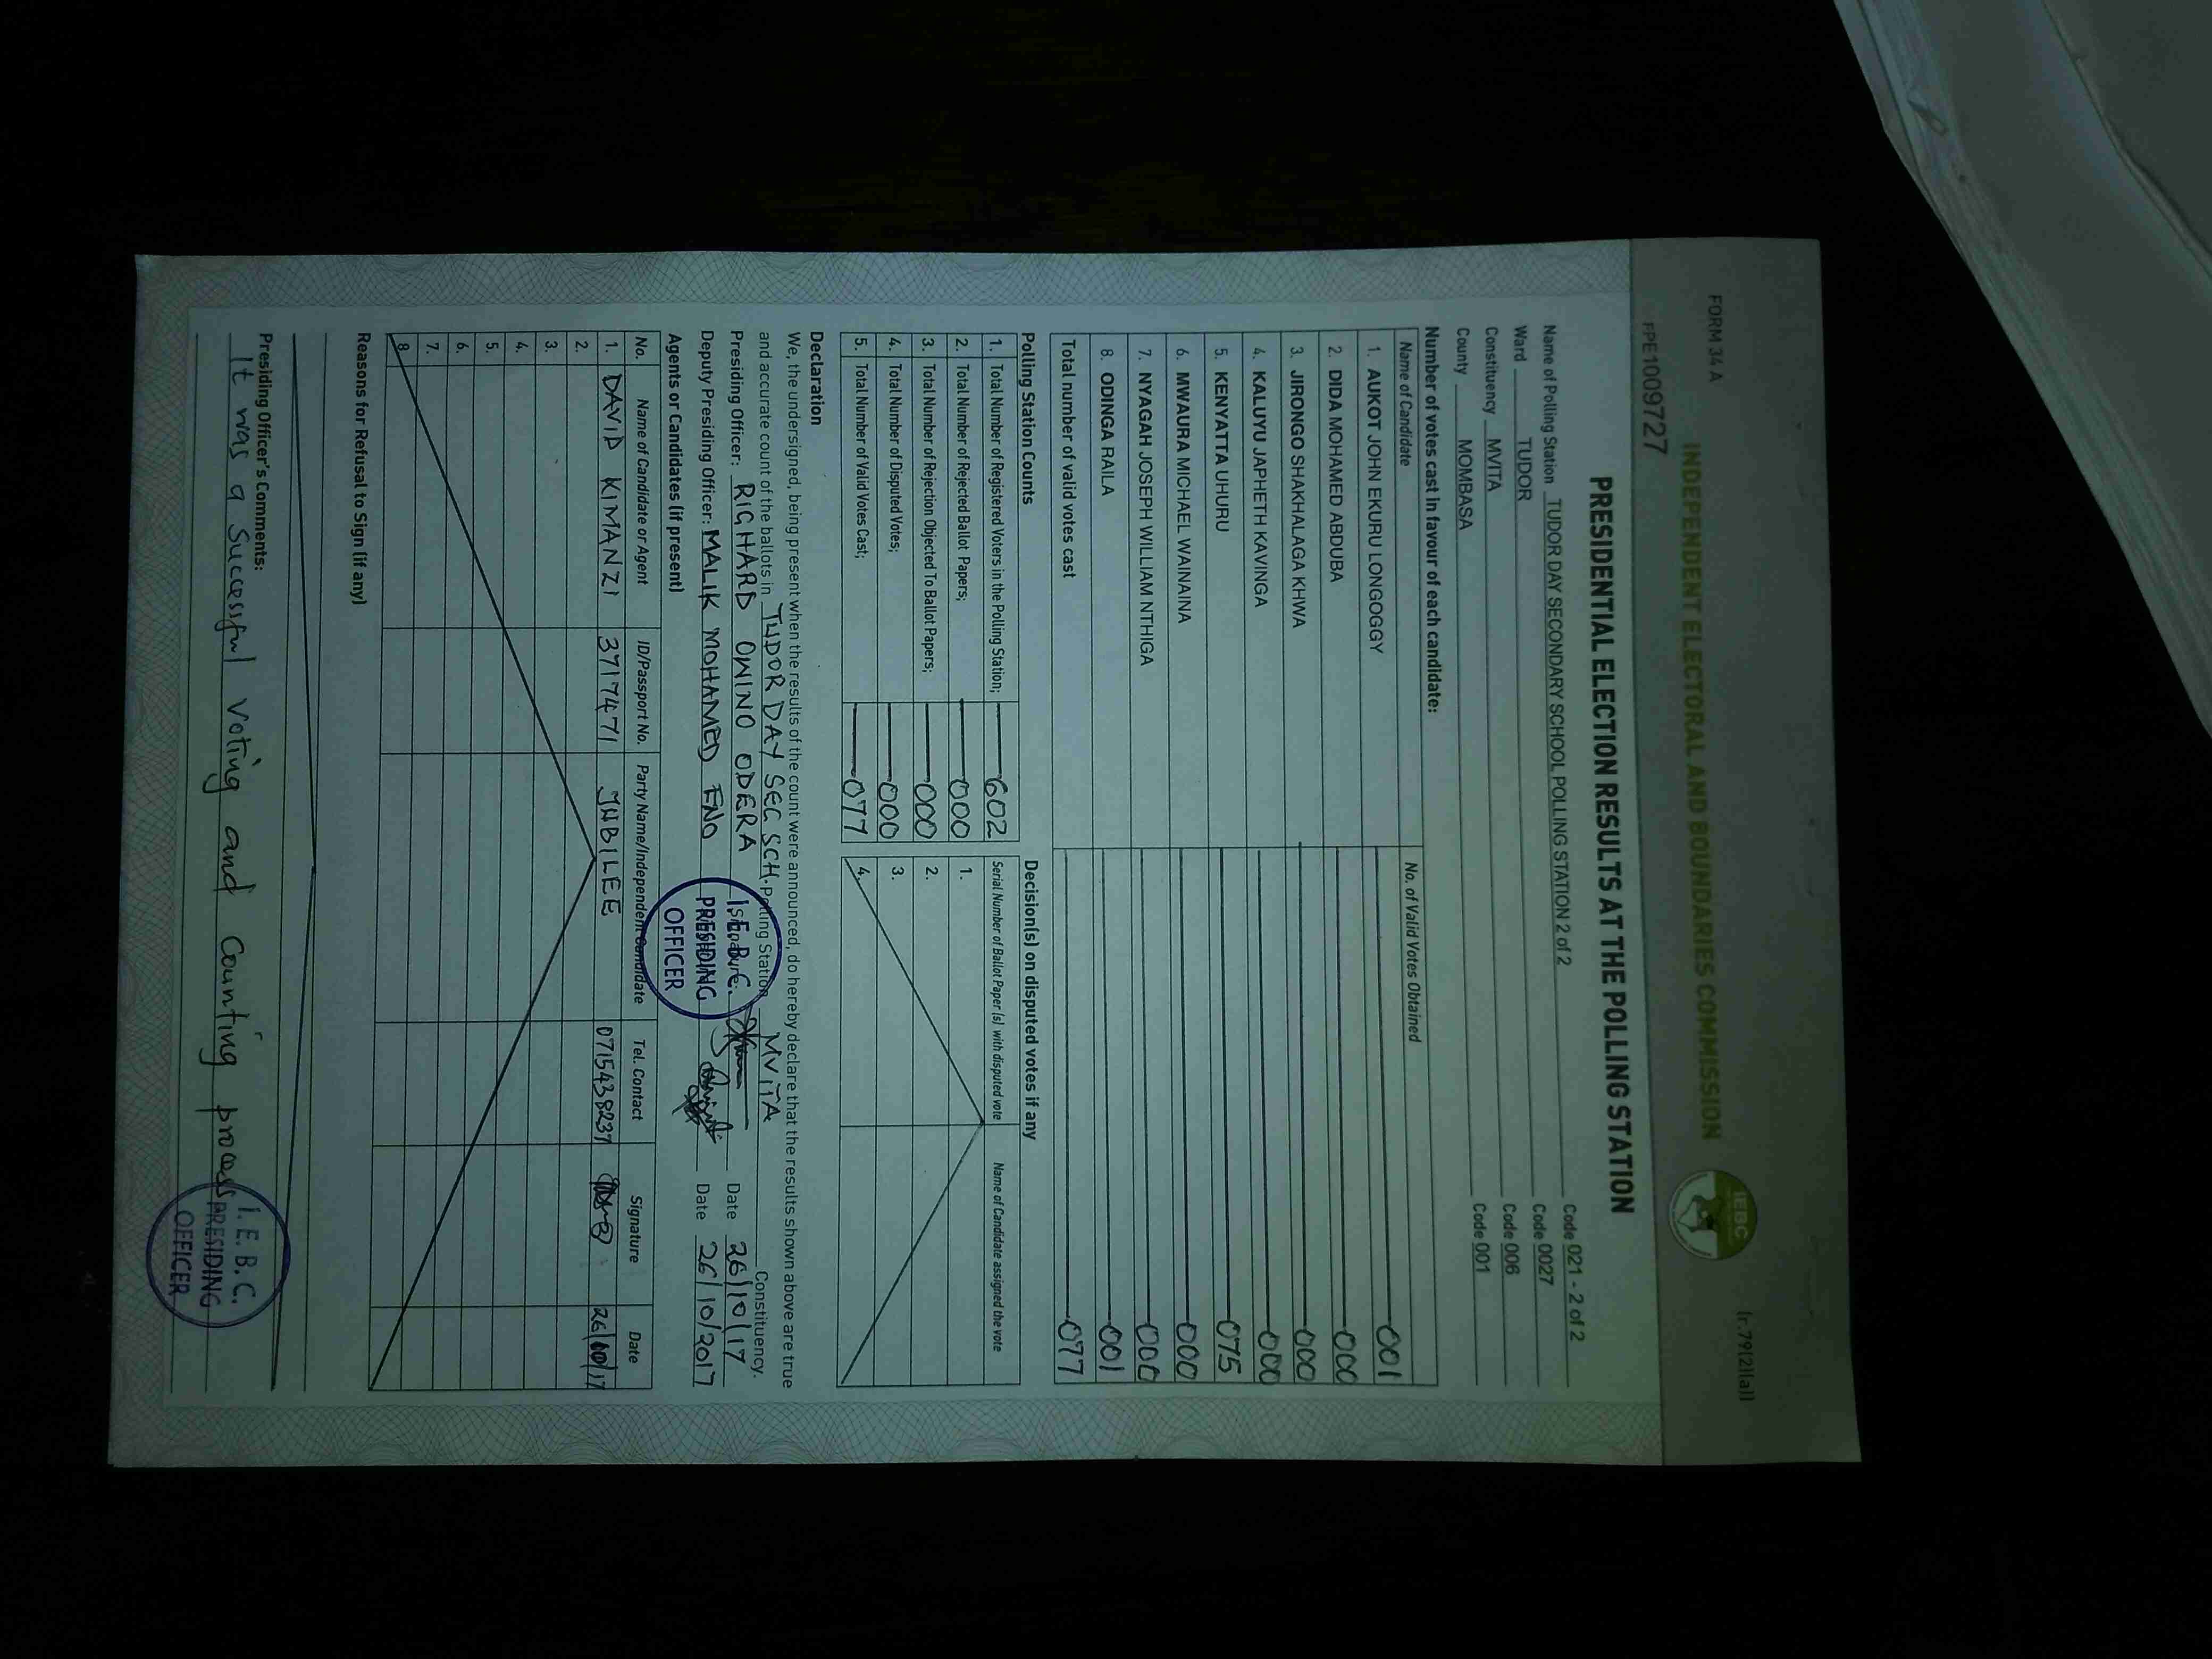 FORM 34 A
(r.79(2)(a))
INDEPENDENT ELECTORAL AND BOUNDARIES COMMISSION
IEBC
FPE1009727
PRESIDENTIAL ELECTION RESULTS AT THE POLLING STATION
Name of Polling Station TUDOR DAY SECONDARY SCHOOL POLLING STATION 2 of 2 Code 021 - 2 of 2
Ward TUDOR Code 0027
Constituency MVITA Code 006
County MOMBASA Code 001
Number of votes cast in favour of each candidate:
Name of Candidate No. of Valid Votes Obtained
1. AUKOT JOHN EKURU LONGOGGY 001
2. DIDA MOHAMED ABDUBA 000
3. JIRONGO SHAKHALAGA KHWA 000
4. KALUYU JAPHETH KAVINGA 000
5. KENYATTA UHURU 075
6. MWAURA MICHAEL WAINAINA 000
7. NYAGAH JOSEPH WILLIAM NTHIGA 000
8. ODINGA RAILA 001
Total number of valid votes cast 077
Polling Station Counts
1. Total Number of Registered Voters in the Polling Station; 602
2. Total Number of Rejected Ballot Papers; 000
3. Total Number of Rejection Objected To Ballot Papers; 000
4. Total Number of Disputed Votes; 000
5. Total Number of Valid Votes Cast; 077
Decision(s) on disputed votes if any
Serial Number of Ballot Paper (s) with disputed vote Name of Candidate assigned the vote
1.
2.
3.
4.
Declaration
We, the undersigned, being present when the results of the count were announced, do hereby declare that the results shown above are true
and accurate count of the ballots in TUDOR DAY SEC SCH. Polling Station MVITA Constituency.
Presiding Officer: RICHARD OWINO ODERA Signature: Date 26/10/17
Deputy Presiding Officer: MALIK MOHAMED Date 26/10/2017
I.E.B.C.
PRESIDING
OFFICER
Agents or Candidates (if present)
No. Name of Candidate or Agent ID/Passport No. Party Name/Independent Candidate Tel. Contact Signature Date
1. DAVID KIMANZI 3717471 JUBILEE 0715438237 26/10/17
2.
3.
4.
5.
6.
7.
8.
Reasons for Refusal to Sign (if any)
Presiding Officer's Comments:
It was a successful voting and counting process
I.E.B.C.
PRESIDING
OFFICER